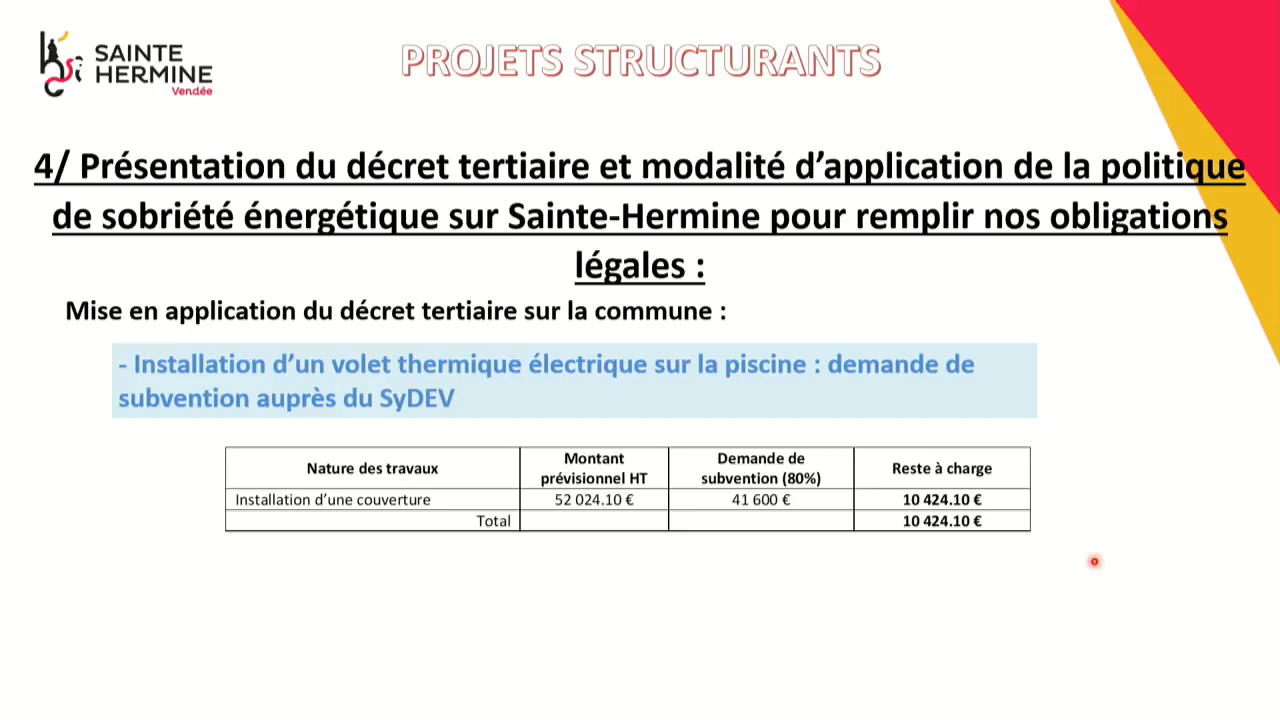 SAINTE
HERMINE
Vendée
PROJETS STRUCTURANTS
4/ Présentation du décret tertiaire et modalité d’application de la politique
de sobriété énergétique sur Sainte-Hermine pour remplir nos obligations
légales :
Mise en application du décret tertiaire sur la commune :
- Installation d’un volet thermique électrique sur la piscine : demande de
subvention auprès du SyDEV
Nature des travaux
Montant
prévisionnel HT
Demande de
subvention (80%)
Reste à charge
Installation d’une couverture
52 024.10 €
41 600 €
10 424.10 €
Total
10 424.10 €